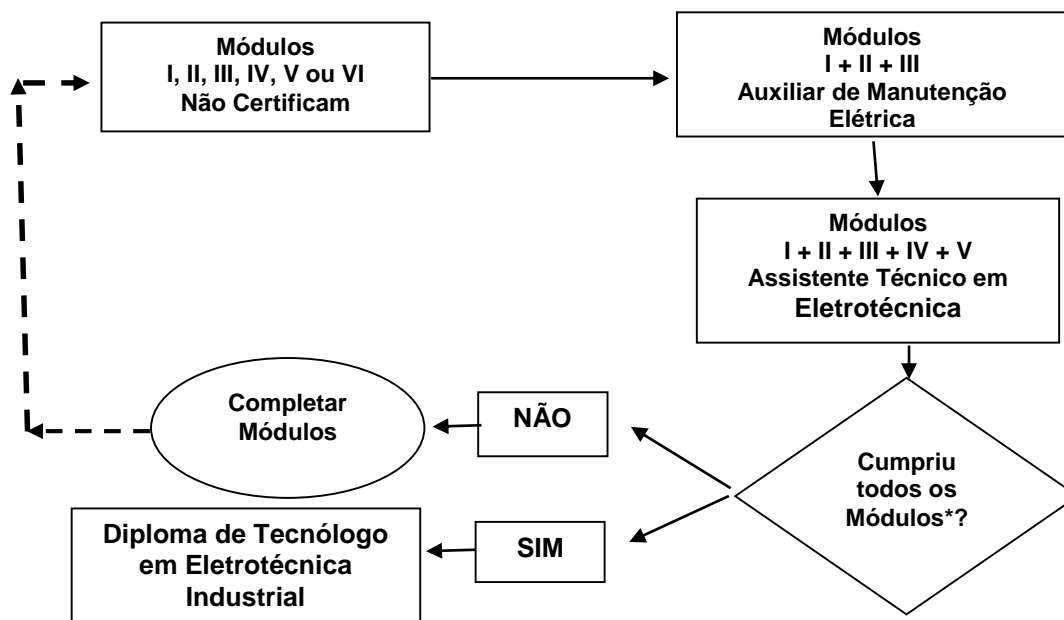 Módulos
I, II, III, IV, V ou VI
Não Certificam
Módulos
I + II + III
Auxiliar de Manutenção
Elétrica
Módulos
I + II + III + IV + V
Assistente Técnico em
Eletrotécnica
Cumpriu
todos os
Módulos*?
NÃO
Completar
Módulos
SIM
Diploma de Tecnólogo
em Eletrotécnica
Industrial